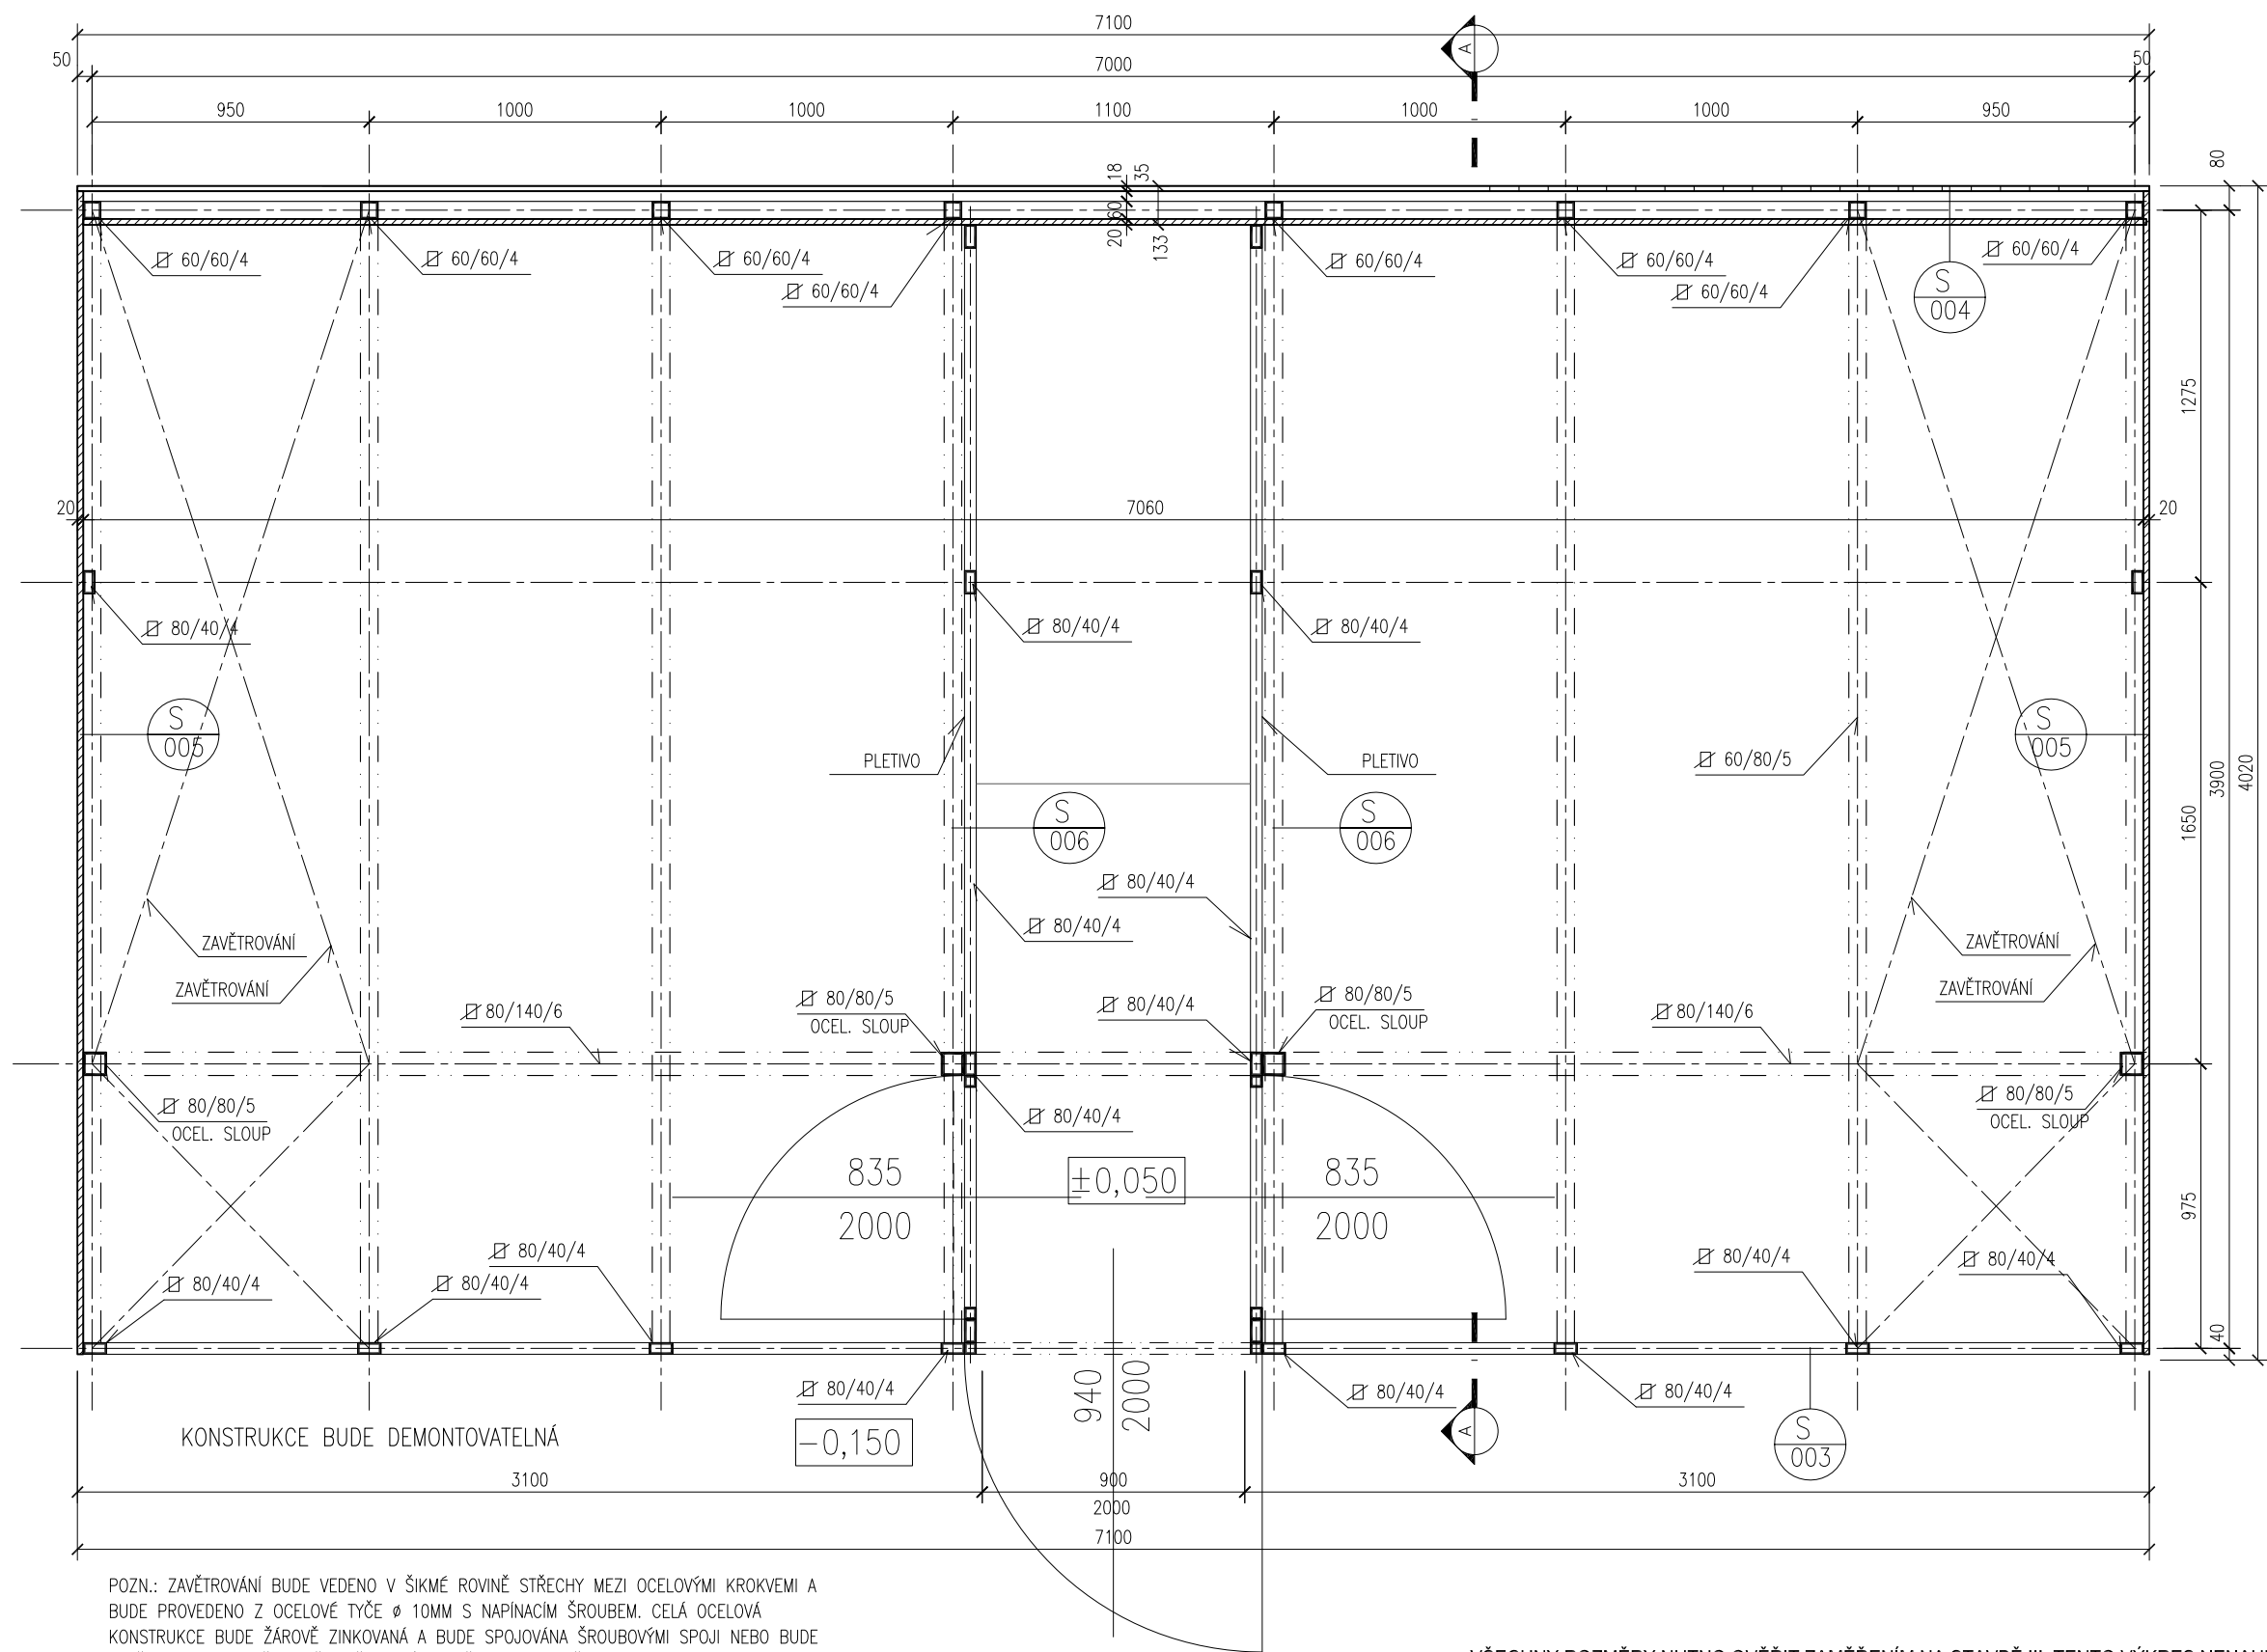 7100
50 7000 50
A
950 1000 1000 1100 1000 1000 950
80
18 35
60
20 133
60/60/4 60/60/4 60/60/4 60/60/4 60/60/4 60/60/4
60/60/4 60/60/4
S
004
1275
20 7060 20
80/40/4 80/40/4 80/40/4
S
005
S
005
PLETIVO PLETIVO 60/80/5
3900
4020
S
006
S
006
1650
80/40/4
80/40/4
ZAVĚTROVÁNÍ ZAVĚTROVÁNÍ
ZAVĚTROVÁNÍ ZAVĚTROVÁNÍ
80/140/6 80/80/5 80/40/4 80/80/5 80/140/6
OCEL. SLOUP OCEL. SLOUP
80/80/5 80/40/4 80/80/5
OCEL. SLOUP OCEL. SLOUP
835 ±0,050 835
2000 2000
975
80/40/4 80/40/4 80/40/4
80/40/4 80/40/4
40
80/40/4 940 2000 80/40/4 80/40/4
KONSTRUKCE BUDE DEMONTOVATELNÁ
-0,150
A
S
003
3100 900 3100
2000
7100
POZN.: ZAVĚTROVÁNÍ BUDE VEDENO V ŠIKMÉ ROVINĚ STŘECHY MEZI OCELOVÝMI KROKVEMI A
BUDE PROVEDENO Z OCELOVÉ TYČE ø 10MM S NAPÍNACÍM ŠROUBEM. CELÁ OCELOVÁ
KONSTRUKCE BUDE ŽÁROVĚ ZINKOVANÁ A BUDE SPOJOVÁNA ŠROUBOVÝMI SPOJI NEBO BUDE